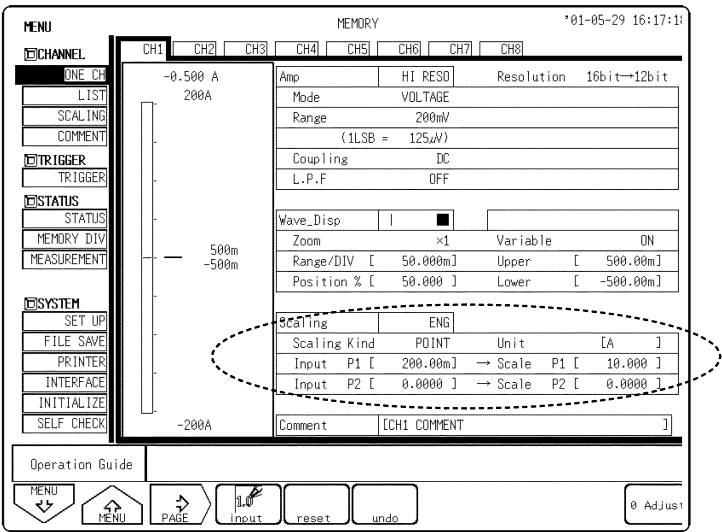 MENU
MEMORY
'01-05-29 16:17:18
CHANNEL
CH1 CH2 CH3 CH4 CH5 CH6 CH7 CH8
ONE CH
LIST
SCALING
COMMENT
TRIGGER
TRIGGER
STATUS
STATUS
MEMORY DIV
MEASUREMENT
SYSTEM
SET UP
FILE SAVE
PRINTER
INTERFACE
INITIALIZE
SELF CHECK
-0.500 A
200A
500m
-500m
-200A
Amp HI RESO Resolution 16bit→12bit
Mode VOLTAGE
Range 200mV
(1LSB = 125μV)
Coupling DC
L.P.F OFF
Wave_Disp
Zoom ×1 Variable ON
Range/DIV [ 50.000m] Upper [ 500.00m]
Position % [ 50.000 ] Lower [ -500.00m]
Scaling ENG
Scaling Kind POINT Unit [A ]
Input P1 [ 200.00m] → Scale P1 [ 10.000 ]
Input P2 [ 0.0000 ] → Scale P2 [ 0.0000 ]
Comment [CH1 COMMENT ]
Operation Guide
MENU
MENU
PAGE
1.0
input
reset
undo
0 Adjust